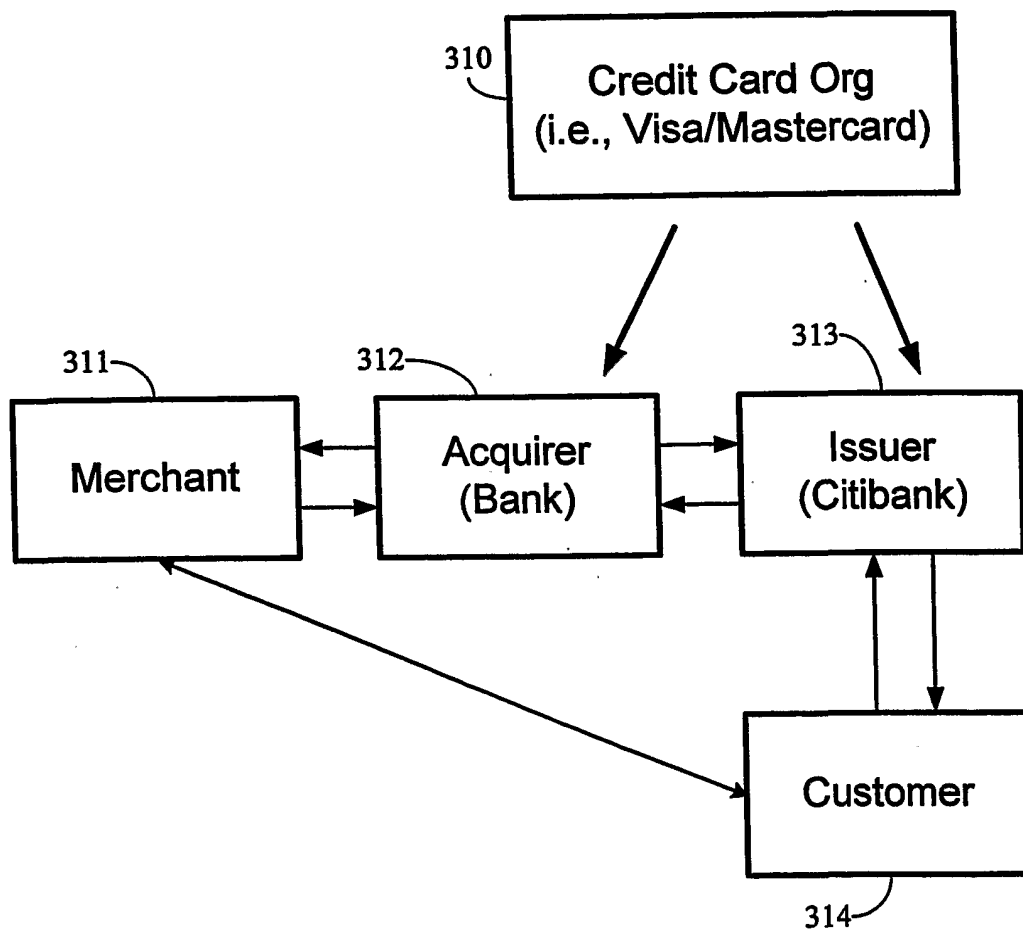 310
Credit Card Org
(i.e., Visa/Mastercard)
311
312
313
Merchant
Acquirer
(Bank)
Issuer
(Citibank)
Customer
314